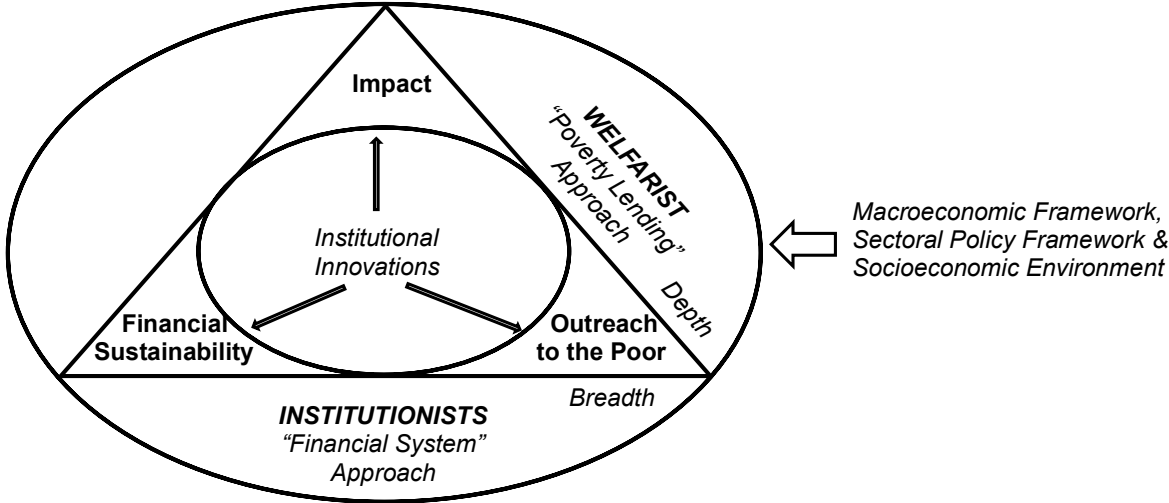 Impact
WELFARIST
“Poverty Lending”
Approach
Depth
Macroeconomic Framework,
Sectoral Policy Framework &
Socioeconomic Environment
Institutional
Innovations
Financial
Sustainability
Outreach
to the Poor
Breadth
INSTITUTIONISTS
“Financial System”
Approach